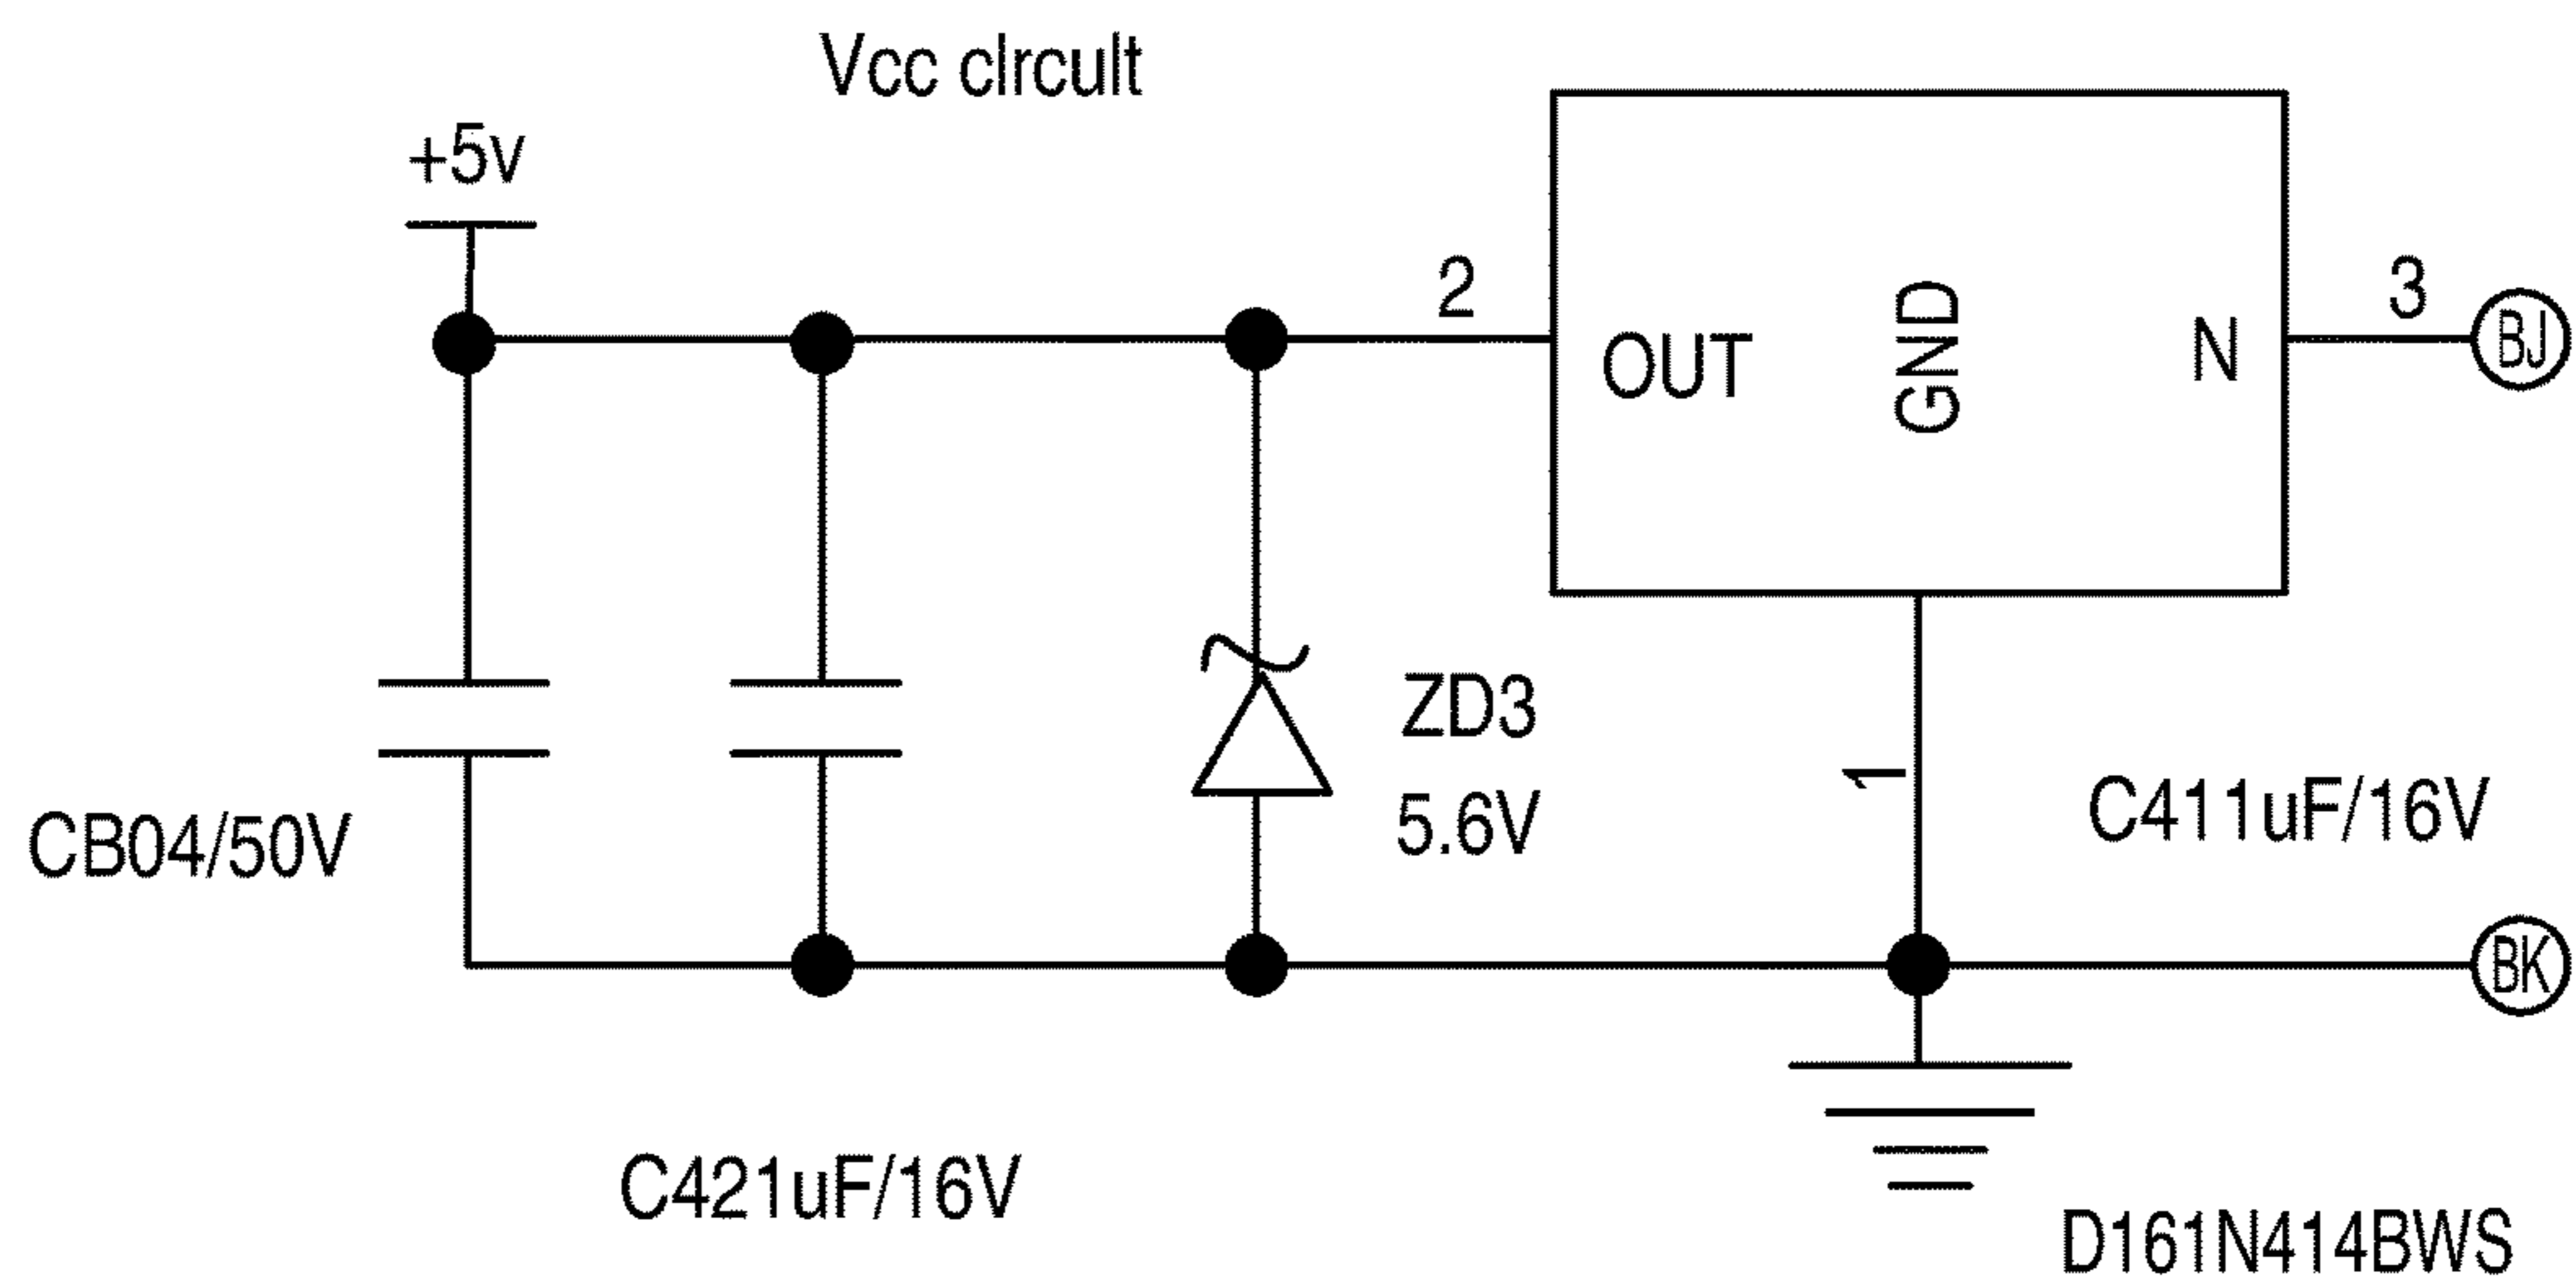 Vcc clrcult
+5v
2
3
BJ
OUT
GND
N
ZD3
5.6V
1
C411uF/16V
CB04/50V
BK
C421uF/16V
D161N414BWS